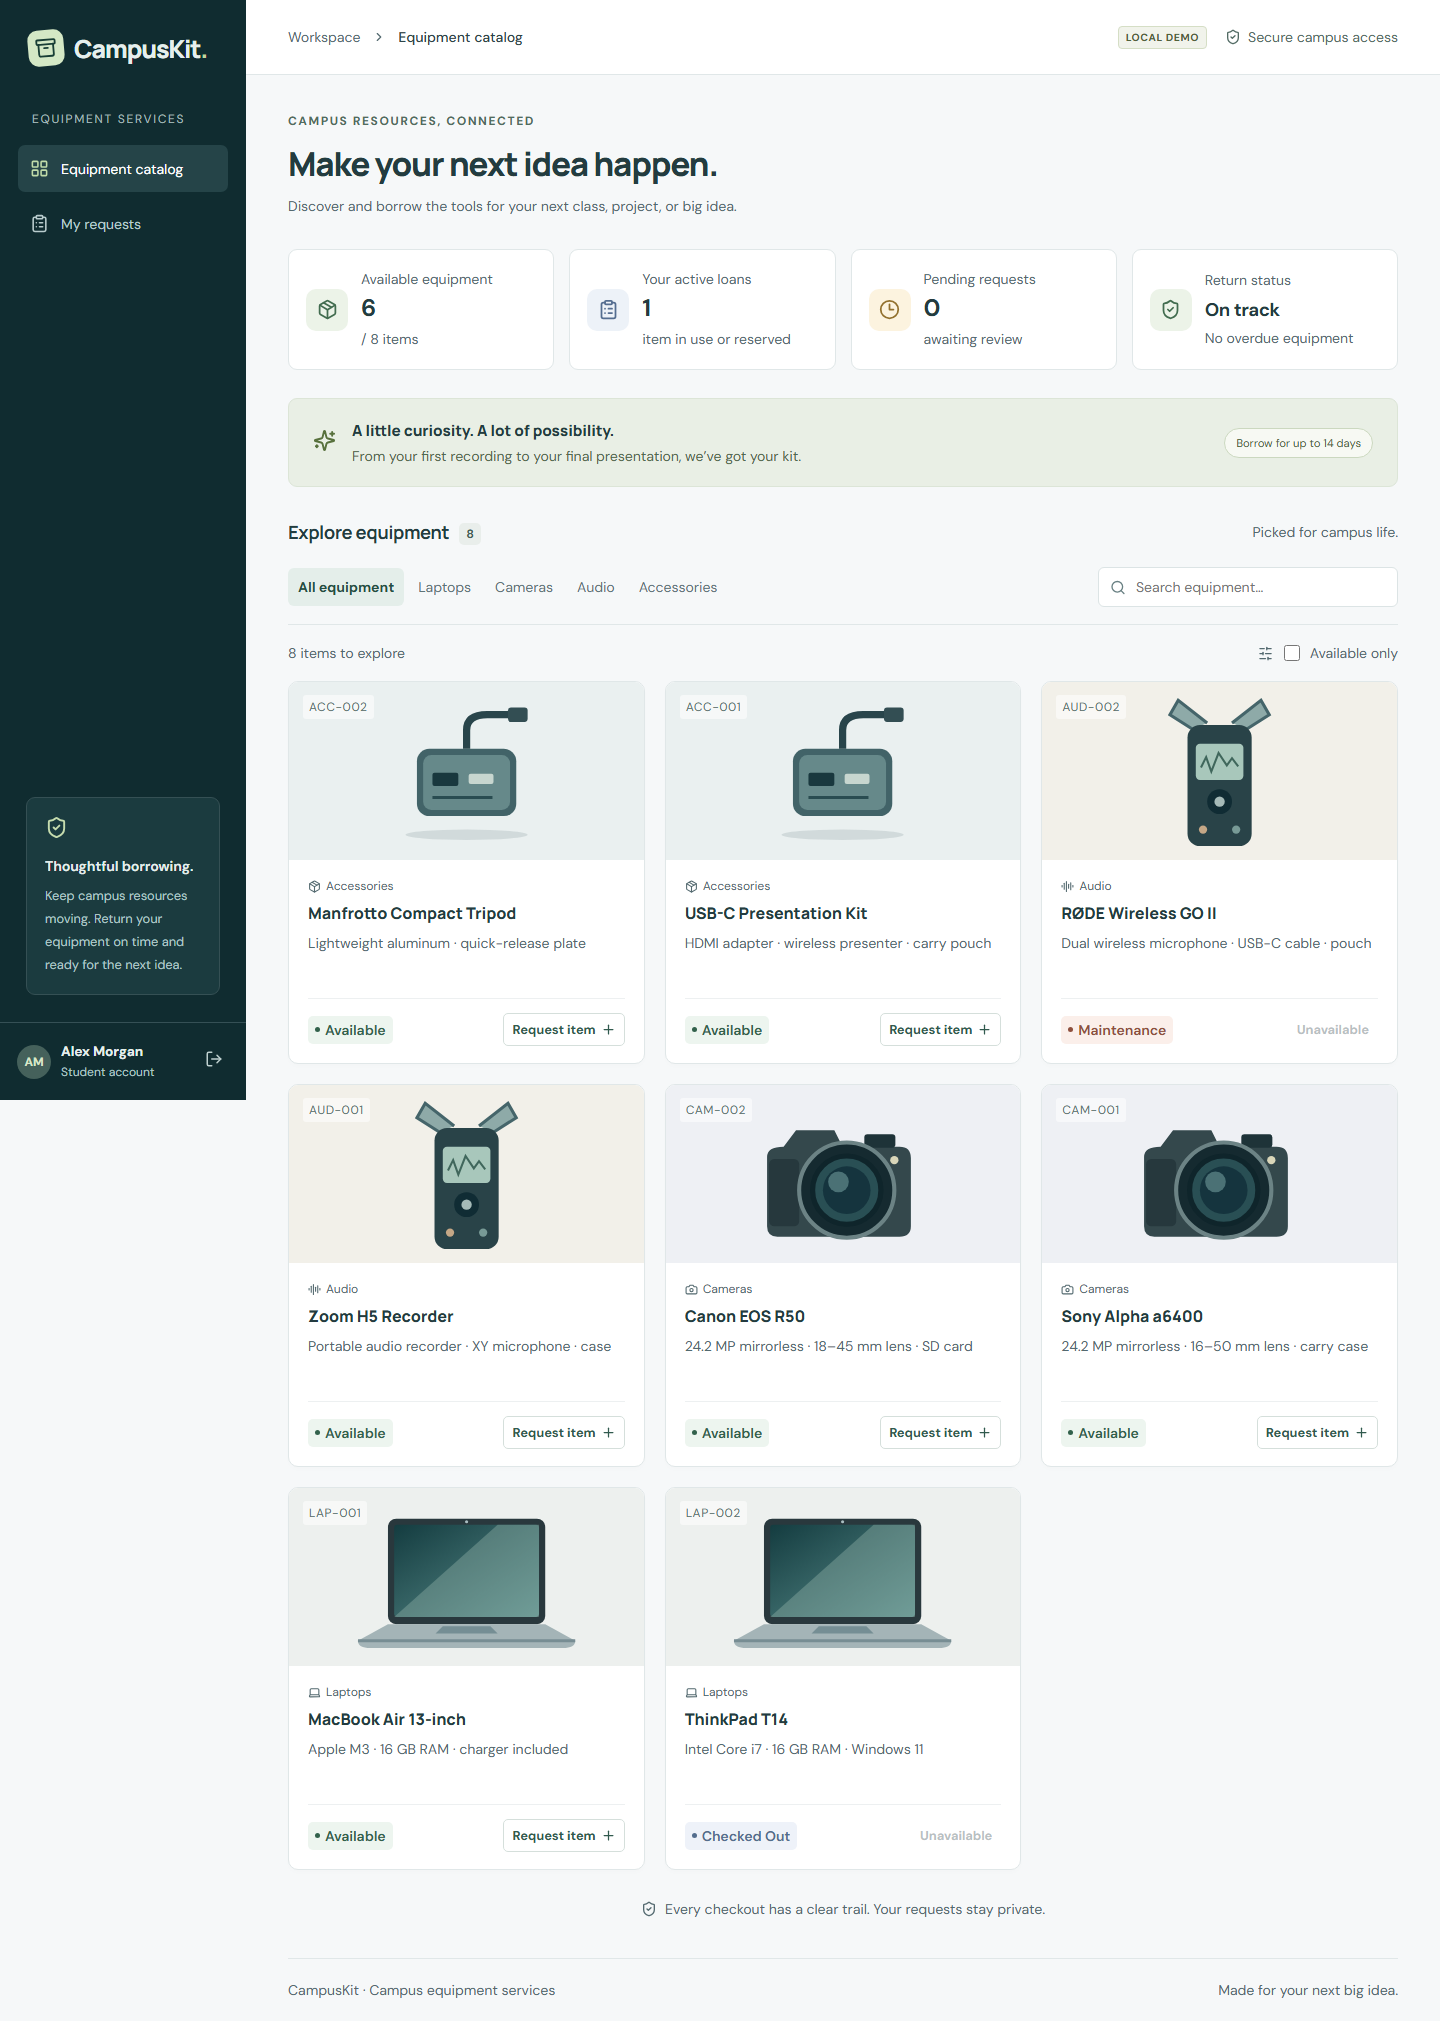 CampusKit.
EQUIPMENT SERVICES
Equipment catalog
My requests
Thoughtful borrowing.
Keep campus resources
moving. Return your
equipment on time and
ready for the next idea.
AM
Alex Morgan
Student account
Workspace
Equipment catalog
LOCAL DEMO
Secure campus access
CAMPUS RESOURCES, CONNECTED
Make your next idea happen.
Discover and borrow the tools for your next class, project, or big idea.
Available equipment
6
/ 8 items
Your active loans
1
item in use or reserved
Pending requests
0
awaiting review
Return status
On track
No overdue equipment
A little curiosity. A lot of possibility.
From your first recording to your final presentation, we’ve got your kit.
Borrow for up to 14 days
Explore equipment 8
Picked for campus life.
All equipment
Laptops
Cameras
Audio
Accessories
Search equipment…
8 items to explore
Available only
ACC-002
Accessories
Manfrotto Compact Tripod
Lightweight aluminum · quick-release plate
Available
Request item
ACC-001
Accessories
USB-C Presentation Kit
HDMI adapter · wireless presenter · carry pouch
Available
Request item
AUD-002
Audio
RØDE Wireless GO II
Dual wireless microphone · USB-C cable · pouch
Maintenance
Unavailable
AUD-001
Audio
Zoom H5 Recorder
Portable audio recorder · XY microphone · case
Available
Request item
CAM-002
Cameras
Canon EOS R50
24.2 MP mirrorless · 18–45 mm lens · SD card
Available
Request item
CAM-001
Cameras
Sony Alpha a6400
24.2 MP mirrorless · 16–50 mm lens · carry case
Available
Request item
LAP-001
Laptops
MacBook Air 13-inch
Apple M3 · 16 GB RAM · charger included
Available
Request item
LAP-002
Laptops
ThinkPad T14
Intel Core i7 · 16 GB RAM · Windows 11
Checked Out
Unavailable
Every checkout has a clear trail. Your requests stay private.
CampusKit · Campus equipment services
Made for your next big idea.